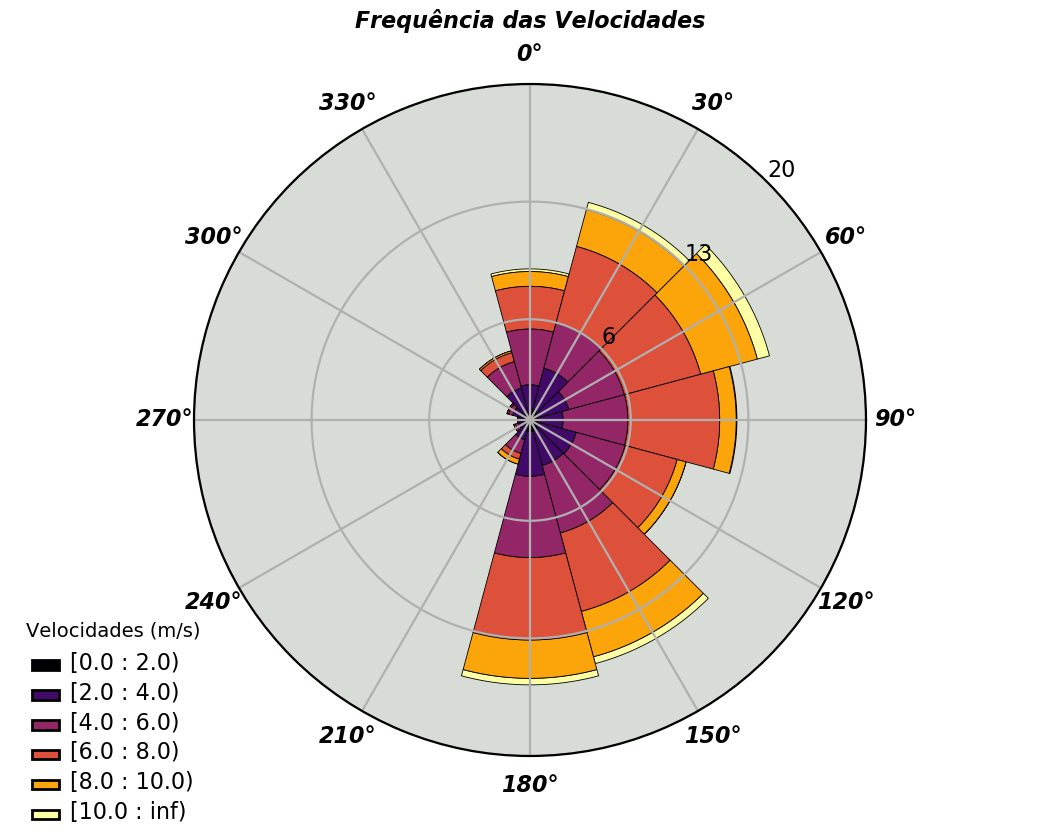 Frequência das Velocidades
0°
330°
30°
20
300°
60°
13
6
270°
90°
240°
120°
210°
150°
180°
Velocidades (m/s)
[0.0 : 2.0)
[2.0 : 4.0)
[4.0 : 6.0)
[6.0 : 8.0)
[8.0 : 10.0)
[10.0 : inf)